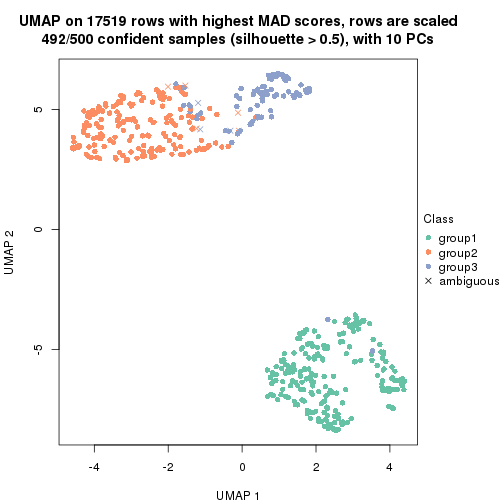 UMAP on 17519 rows with highest MAD scores, rows are scaled
492/500 confident samples (silhouette > 0.5), with 10 PCs
5
0
-5
UMAP 2
-4
-2
0
2
4
UMAP 1
Class
group1
group2
group3
ambiguous